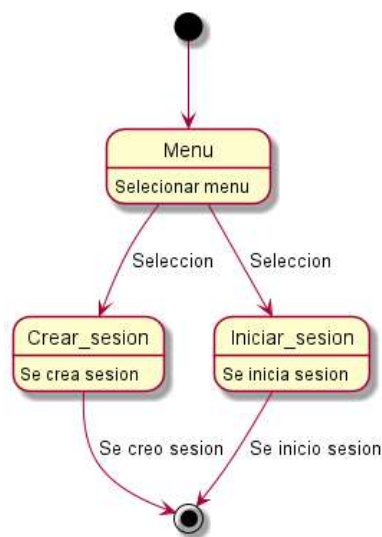 Menu
Selecionar menu
Seleccion
Seleccion
Crear_sesion
Iniciar_sesion
Se crea sesion
Se inicia sesion
Se creo sesion
Se inicio sesion